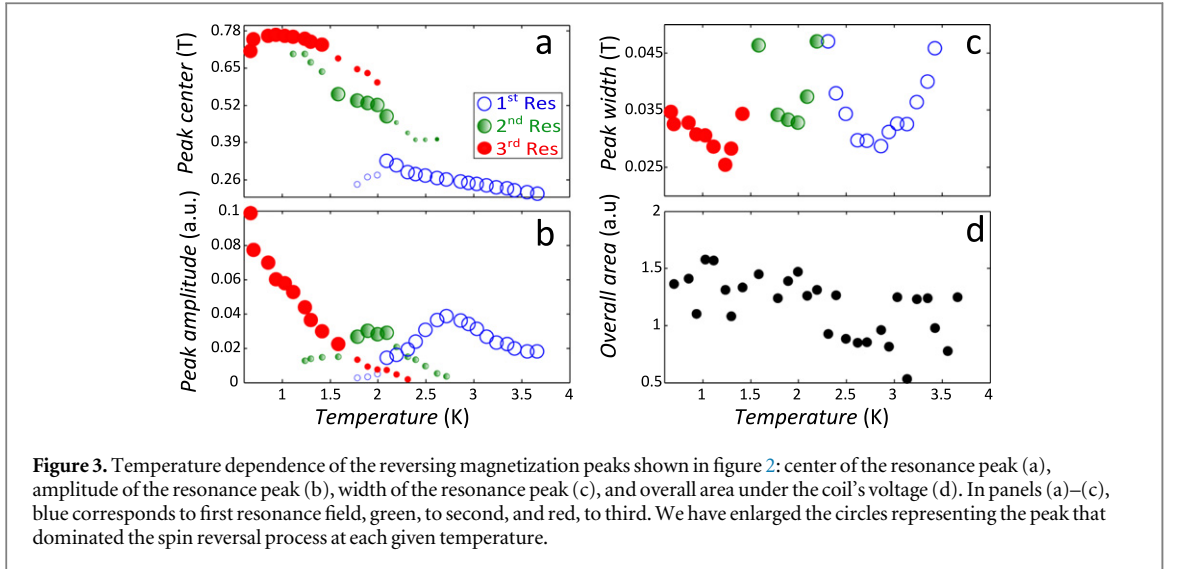 0.78
0.65
0.52
0.39
0.26
Peak center (T)
a
1st Res
2nd Res
3rd Res
0.045
0.035
0.025
Peak width (T)
c
0.1
0.08
0.06
0.04
0.02
0
Peak amplitude (a.u.)
b
1 1.5 2 2.5 3 3.5 4
Temperature (K)
2
1.5
1
0.5
Overall area (a.u)
d
1 1.5 2 2.5 3 3.5 4
Temperature (K)
Figure 3. Temperature dependence of the reversing magnetization peaks shown in figure 2: center of the resonance peak (a),
amplitude of the resonance peak (b), width of the resonance peak (c), and overall area under the coil's voltage (d). In panels (a)–(c),
blue corresponds to first resonance field, green, to second, and red, to third. We have enlarged the circles representing the peak that
dominated the spin reversal process at each given temperature.